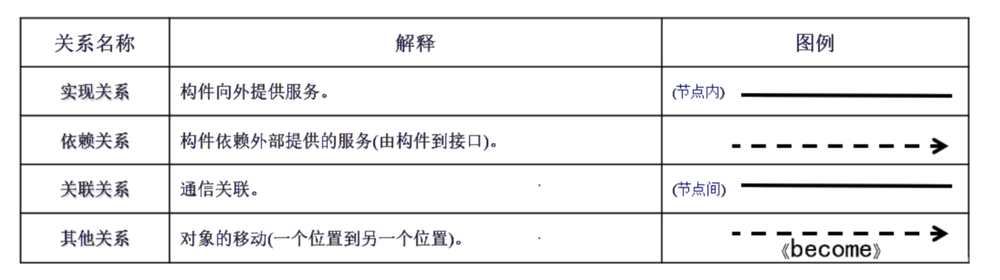 关系名称 解释 图例
实现关系 构件向外提供服务。 (节点内)
依赖关系 构件依赖外部提供的服务(由构件到接口)。
关联关系 通信关联。 (节点间)
其他关系 对象的移动(一个位置到另一个位置)。
《become》